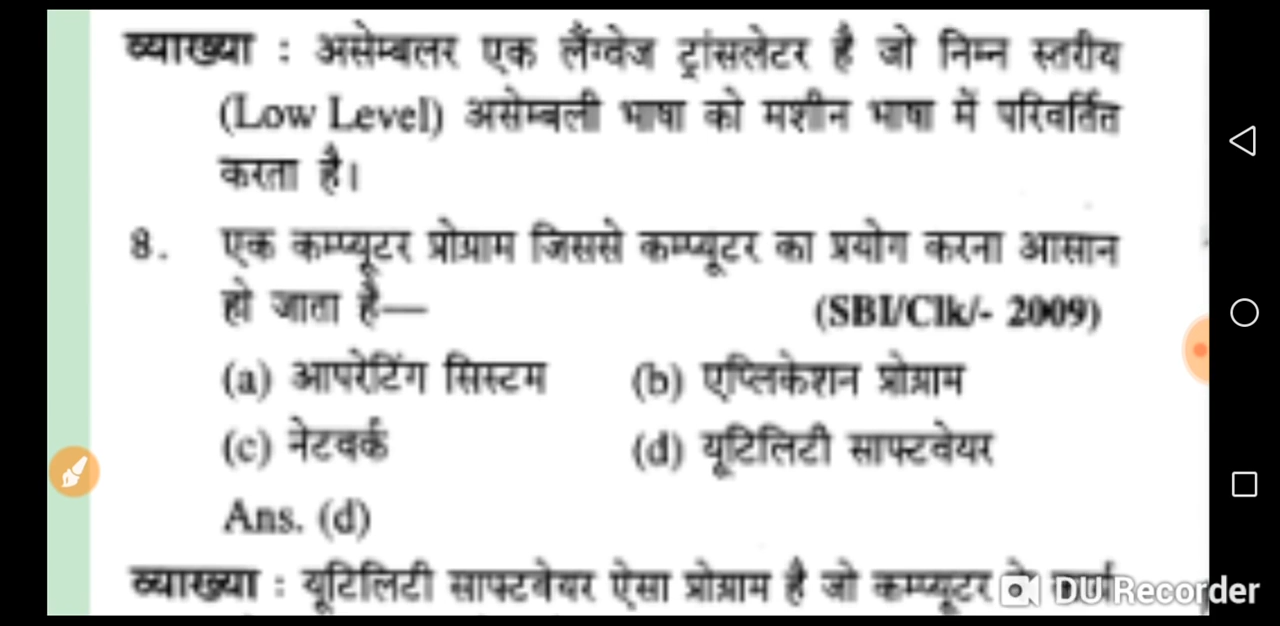 व्याख्या : असेम्बलर एक लैंग्वेज ट्रांसलेटर है जो निम्न स्तरीय
(Low Level) असेम्बली भाषा को मशीन भाषा में परिवर्तित
करता है।
8. एक कम्प्यूटर प्रोग्राम जिससे कम्प्यूटर का प्रयोग करना आसान
हो जाता है— (SBI/Clk/- 2009)
(a) आपरेटिंग सिस्टम (b) एप्लिकेशन प्रोग्राम
(c) नेटवर्क (d) यूटिलिटी साफ्टवेयर
Ans. (d)
व्याख्या : यूटिलिटी साफ्टवेयर ऐसा प्रोग्राम है जो कम्प्यूटर के
DU Recorder